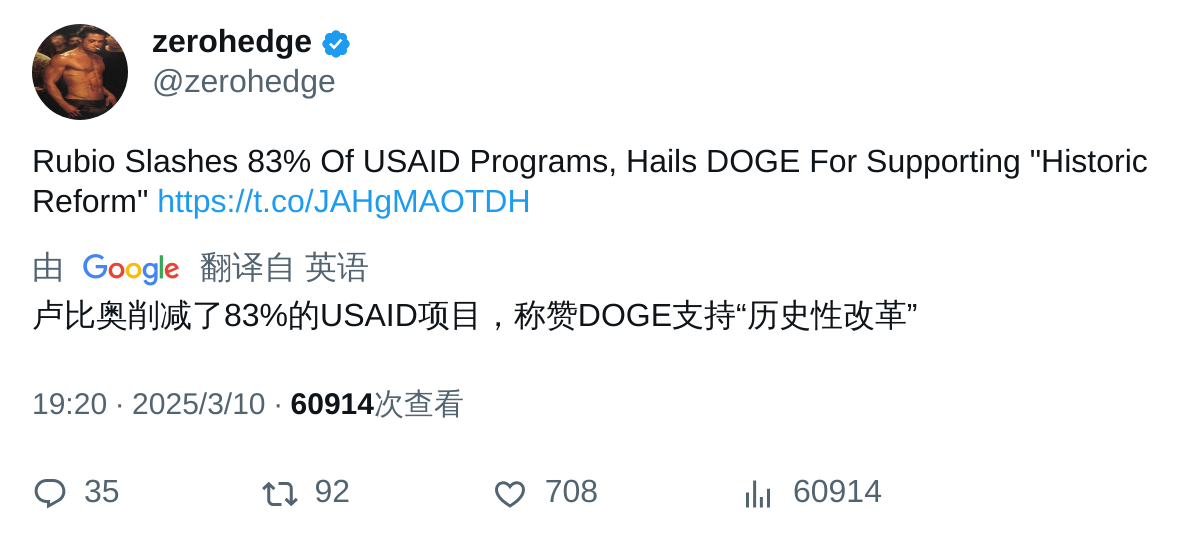 zerohedge
@zerohedge
Rubio Slashes 83% Of USAID Programs, Hails DOGE For Supporting "Historic
Reform" https://t.co/JAHgMAOTDH
由 Google 翻译自 英语
卢比奥削减了83%的USAID项目，称赞DOGE支持“历史性改革”
19:20 · 2025/3/10 · 60914次查看
35 92 708 60914